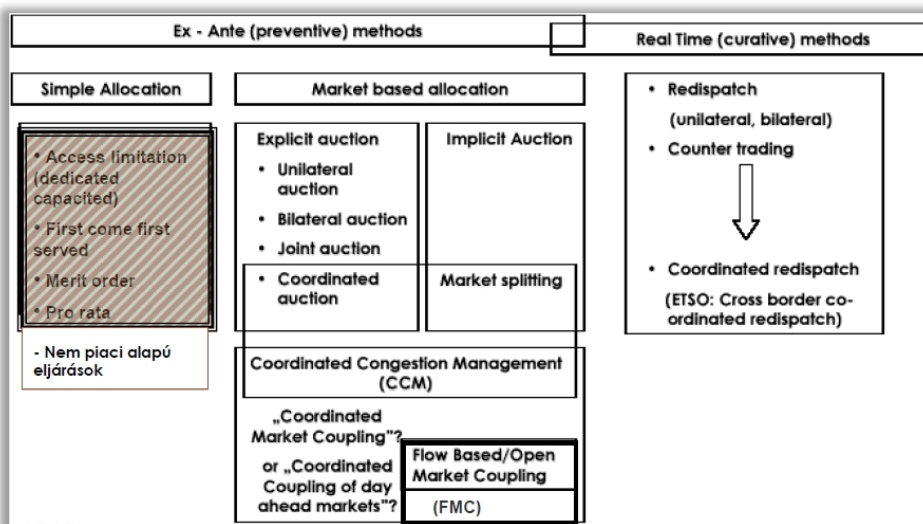 Ex - Ante (preventive) methods
Real Time (curative) methods
Simple Allocation
• Access limitation
(dedicated
capacited)
• First come first
served
• Merit order
• Pro rata
- Nem piaci alapú
eljárások
Market based allocation
Explicit auction
• Unilateral
auction
• Bilateral auction
• Joint auction
• Coordinated
auction
Implicit Auction
Market splitting
Coordinated Congestion Management
(CCM)
„Coordinated
Market Coupling"?
or „Coordinated
Coupling of day
ahead markets"?
Flow Based/Open
Market Coupling
(FMC)
• Redispatch
(unilateral, bilateral)
• Counter trading
• Coordinated redispatch
(ETSO: Cross border co-
ordinated redispatch)